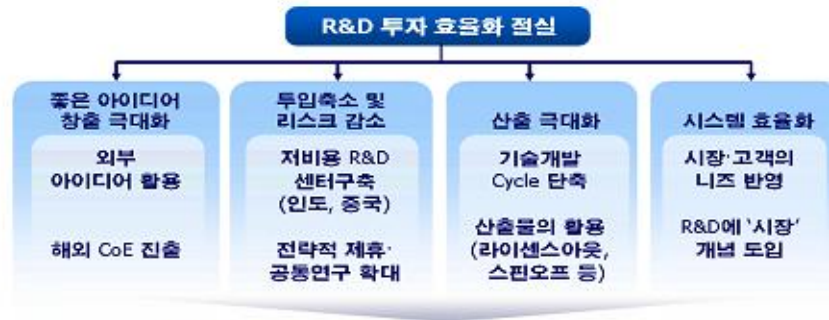 R&D 투자 효율화 절실
좋은 아이디어
창출 극대화
외부
아이디어 활용
해외 CoE 진출
투입축소 및
리스크 감소
저비용 R&D
센터구축
(인도, 중국)
전략적 제휴·
공동연구 확대
산출 극대화
기술개발
Cycle 단축
산출물의 활용
(라이센스아웃,
스핀오프 등)
시스템 효율화
시장·고객의
니즈 반영
R&D에 ‘시장’
개념 도입